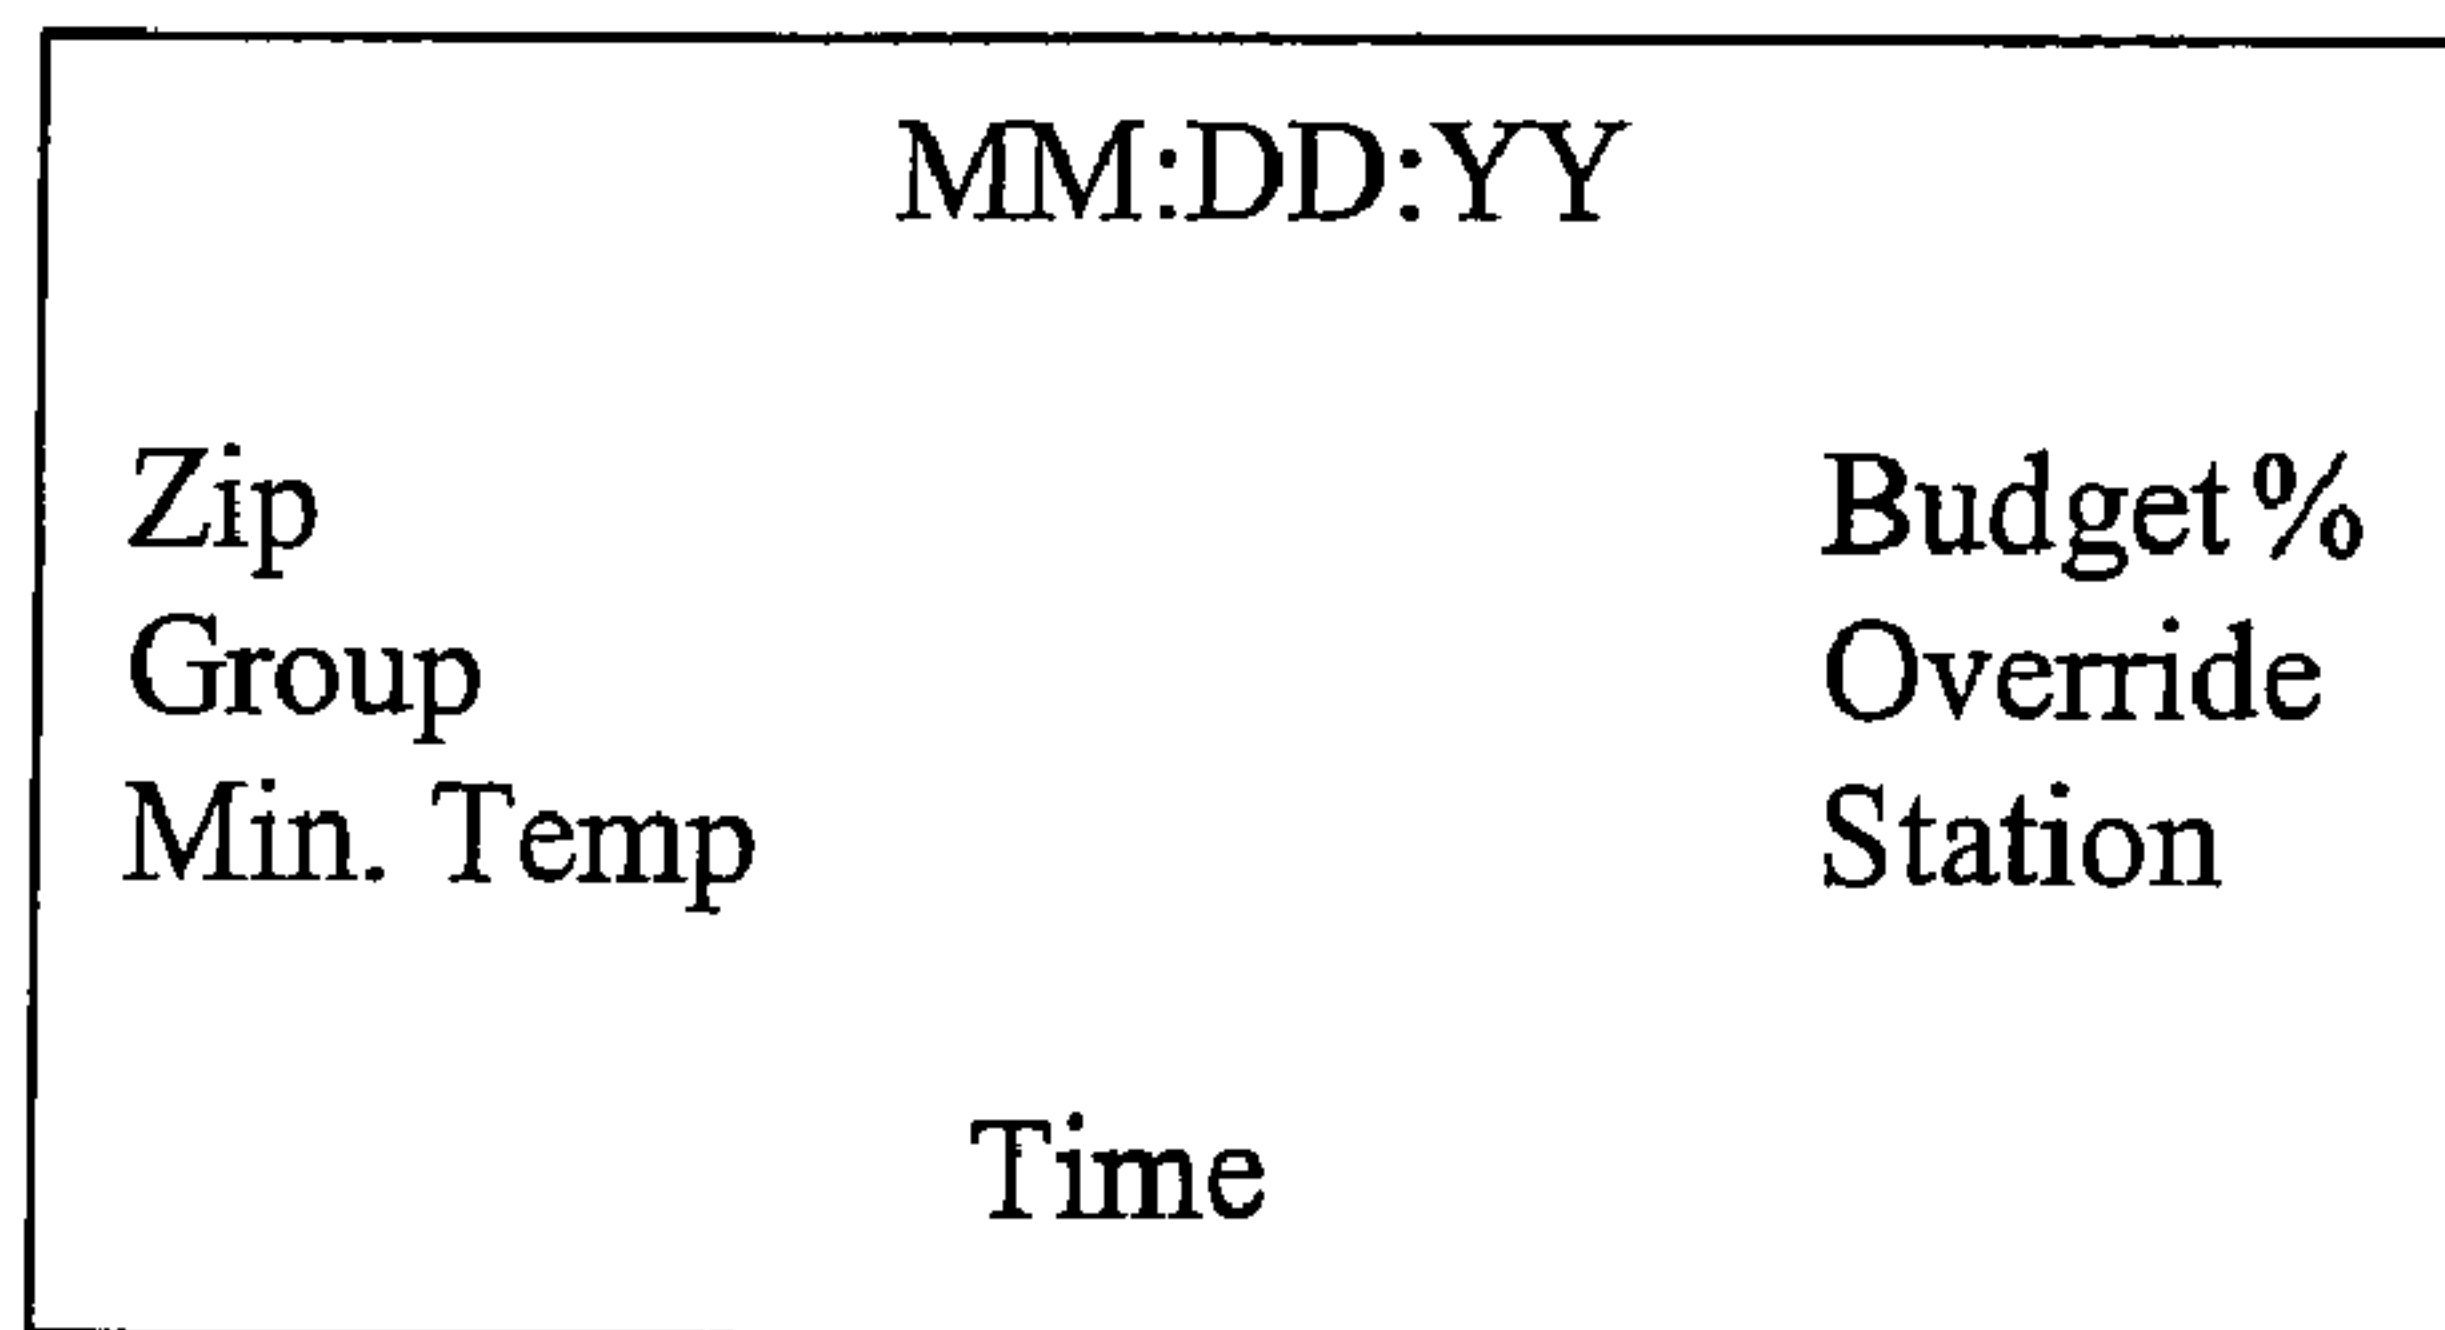 MM:DD:YY
Zip Budget %
Group Override
Min. Temp Station
Time